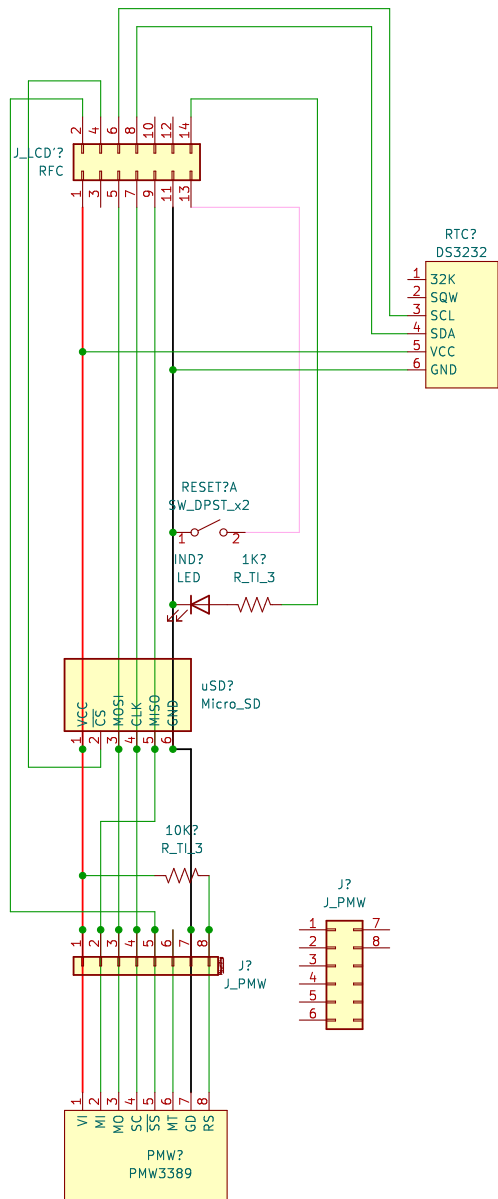 2 4 6 8 10 12 14
J_LCD'?
RFC
1 3 5 7 9 11 13
RTC?
DS3232
1 32K
2 SQW
3 SCL
4 SDA
5 VCC
6 GND
RESET?A
SW_DPST_x2
1 2
IND?
LED
1K?
R_TI_3
uSD?
Micro_SD
VCC CS MOSI CLK MISO GND
1 2 3 4 5 6
10K?
R_TI_3
J?
J_PMW
1 7
2 8
3
4
5
6
1 2 3 4 5 6 7 8
J?
J_PMW
1 2 3 4 5 6 7 8
VI MI MO SC SS MT GD RS
PMW?
PMW3389